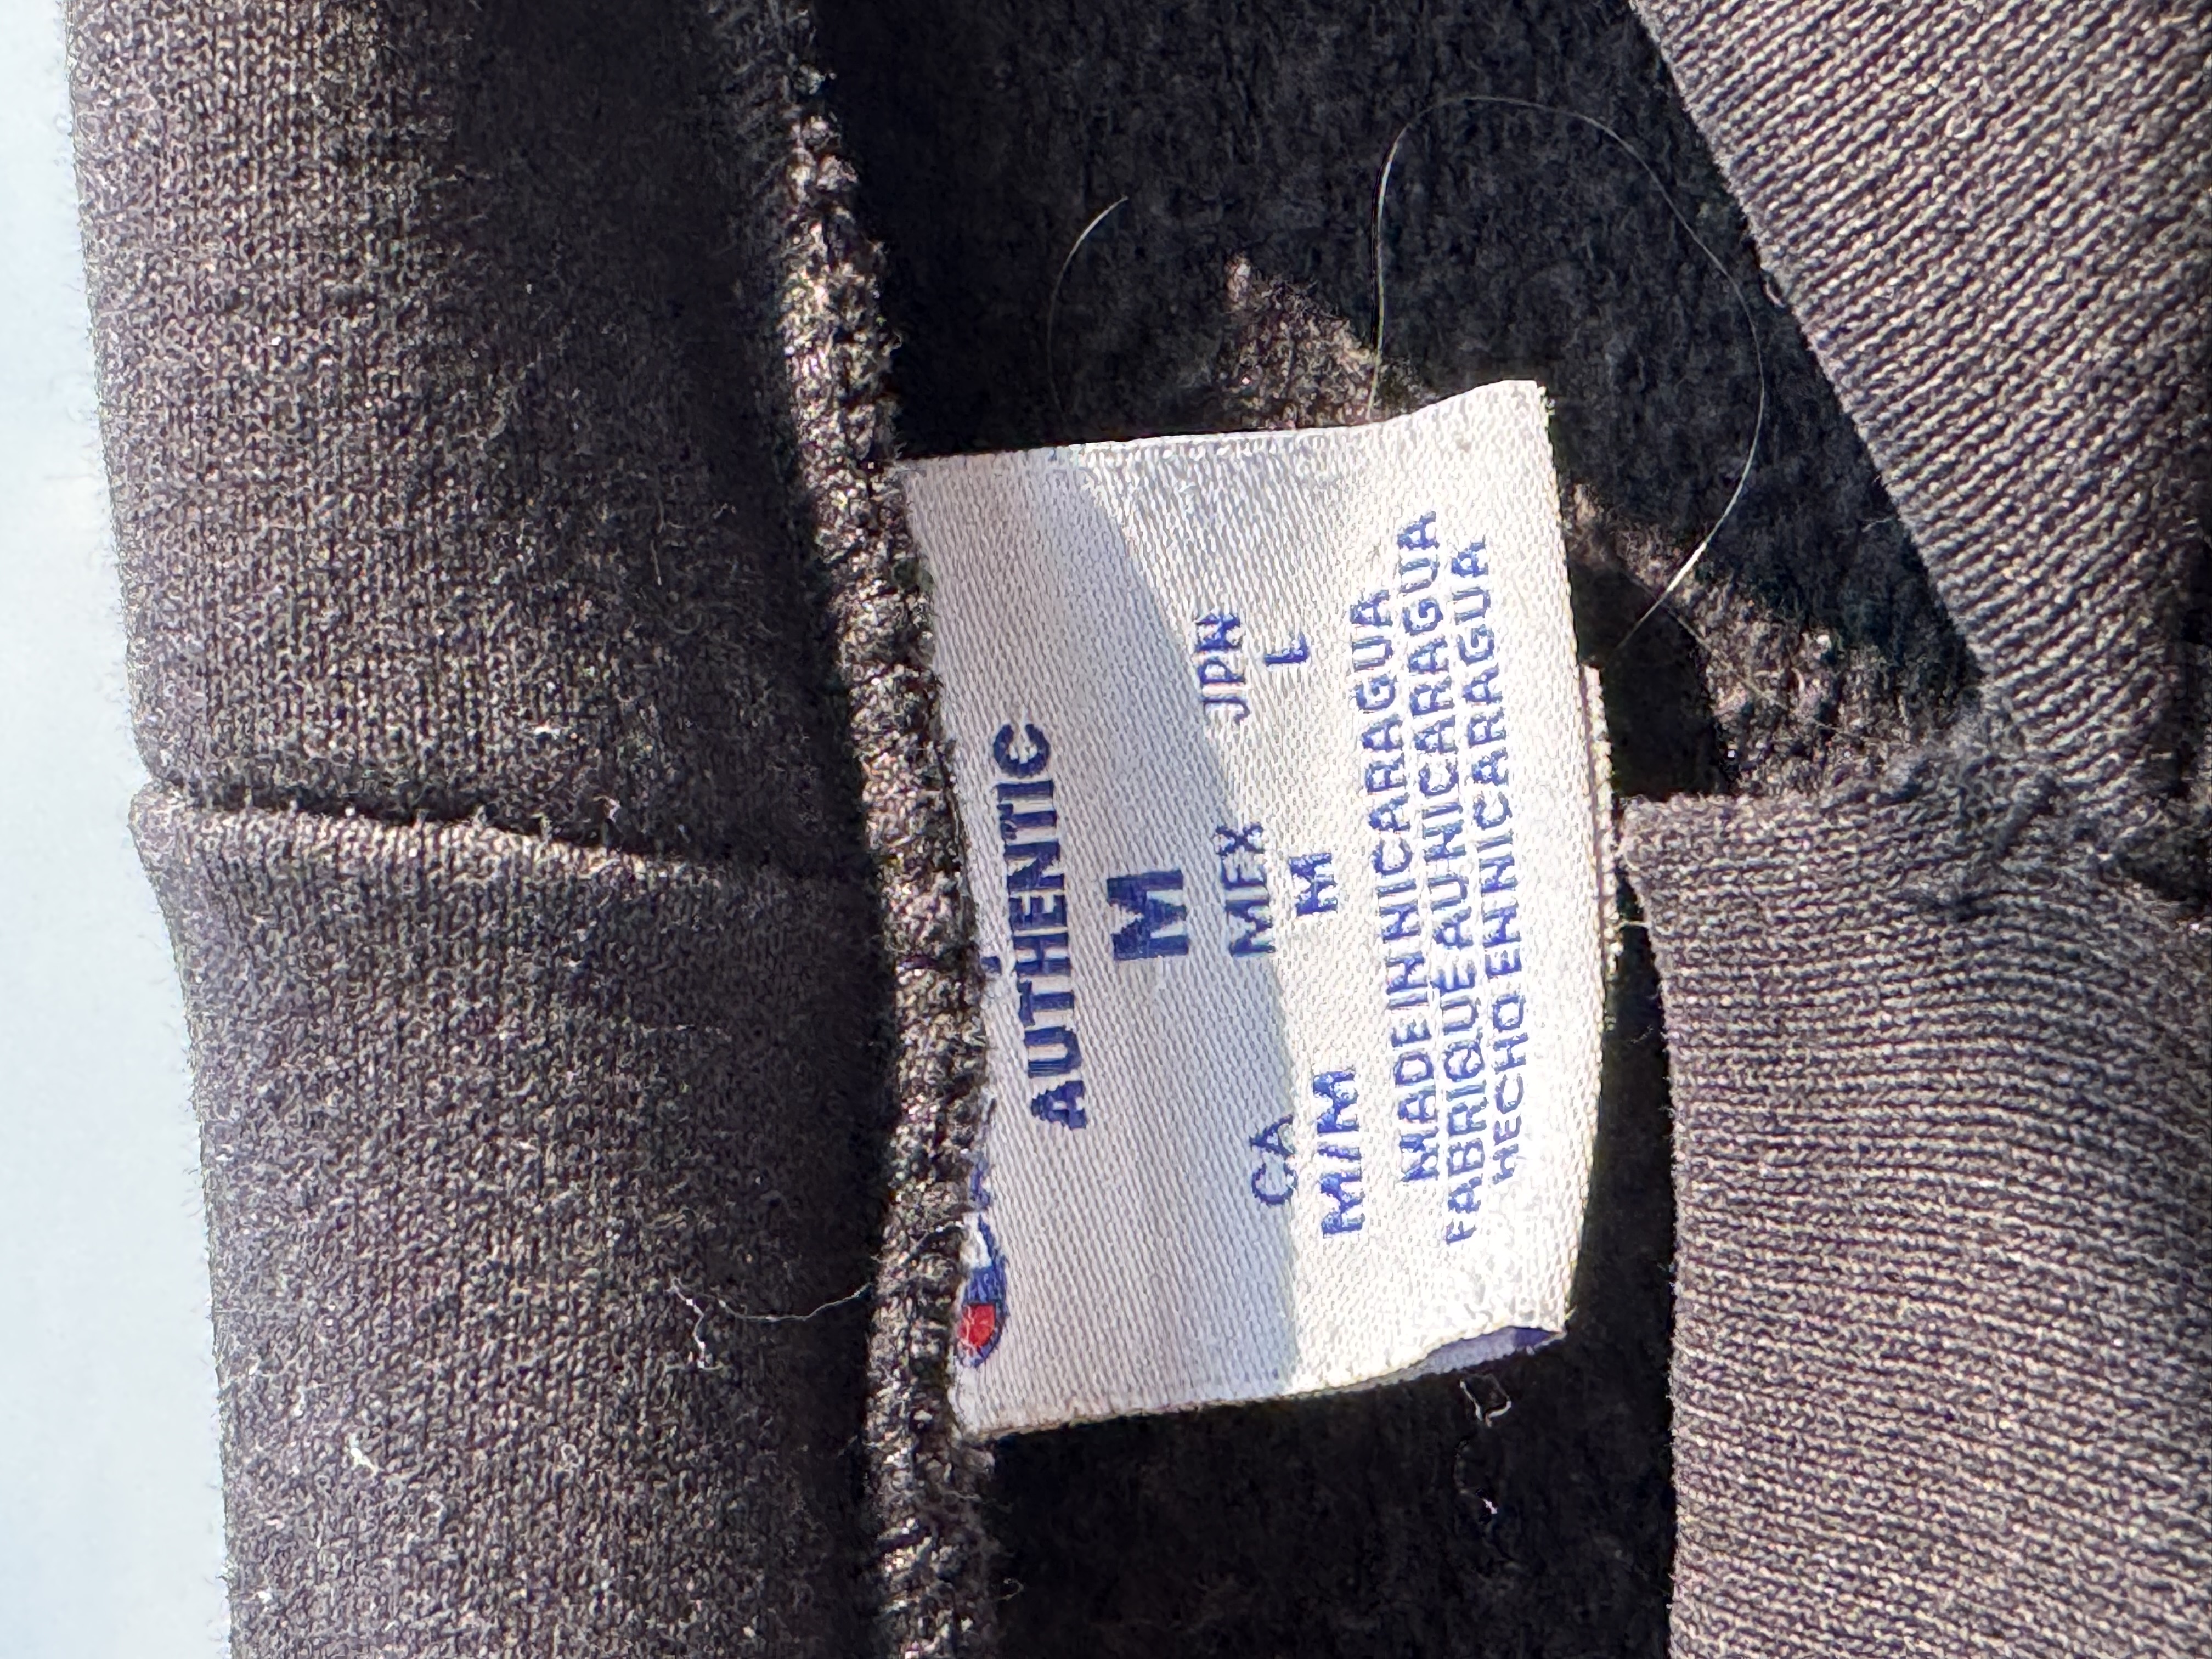 AUTHENTIC
M
CA MEX JPN
M/M M L
MADE IN NICARAGUA
FABRIQUÉ AU NICARAGUA
HECHO EN NICARAGUA